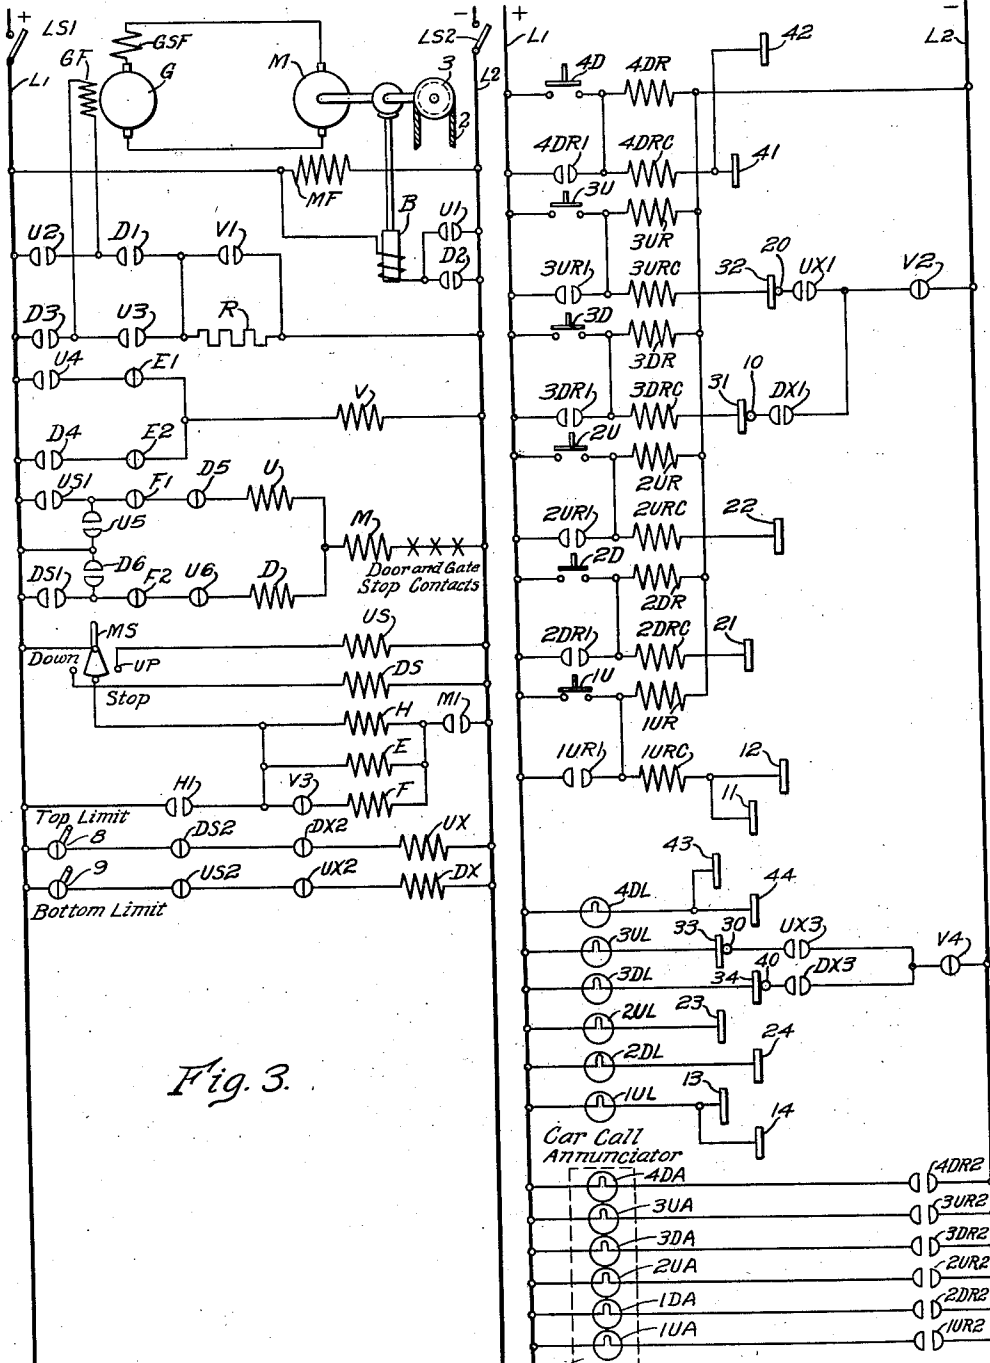 + LS1 GSF GF G M 3 − LS2
L1 L2 2
MF B U1
U2 D1 V1 D2
D3 U3 R
U4 E1
V
D4 E2
US1 F1 D5 U
U5 M
D6 Door and Gate
DS1 F2 U6 D Stop Contacts
MS US
Down UP
Stop DS
H M1
E
H1 V3 F
Top Limit
8 DS2 DX2 UX
9 US2 UX2 DX
Bottom Limit
Fig. 3.
+ −
L1 L2
4D 4DR 42
4DR1 4DRC 41
3U
3UR
3UR1 3URC 32 20 UX1 V2
3D
3DR
3DR1 3DRC 31 10 DX1
2U
2UR
2UR1 2URC 22
2D
2DR
2DR1 2DRC 21
1U
1UR
1UR1 1URC 12
11
43
4DL 44
3UL 33 30 UX3 V4
3DL 34 40 DX3
2UL 23
2DL 24
1UL 13
14
Car Call
Annunciator
4DA 4DR2
3UA 3UR2
3DA 3DR2
2UA 2UR2
1DA 2DR2
1UA 1UR2